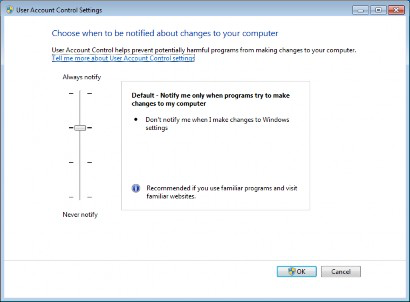 User Account Control Settings
Choose when to be notified about changes to your computer
User Account Control helps prevent potentially harmful programs from making changes to your computer.
Tell me more about User Account Control settings
Always notify
Default - Notify me only when programs try to make
changes to my computer
• Don't notify me when I make changes to Windows
settings
Recommended if you use familiar programs and visit
familiar websites.
Never notify
OK
Cancel